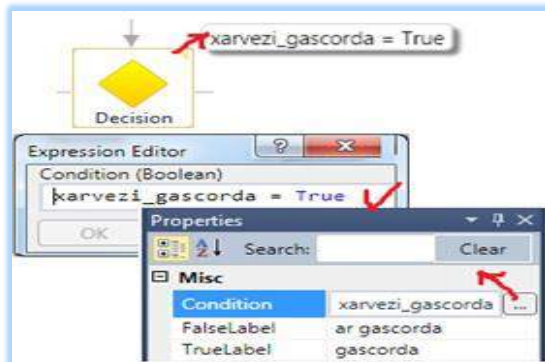 xarvezi_gascorda = True
Decision
Expression Editor
Condition (Boolean)
xarvezi_gascorda = True
OK
Properties
Search:
Clear
Misc
Condition xarvezi_gascorda ...
FalseLabel ar gascorda
TrueLabel gascorda